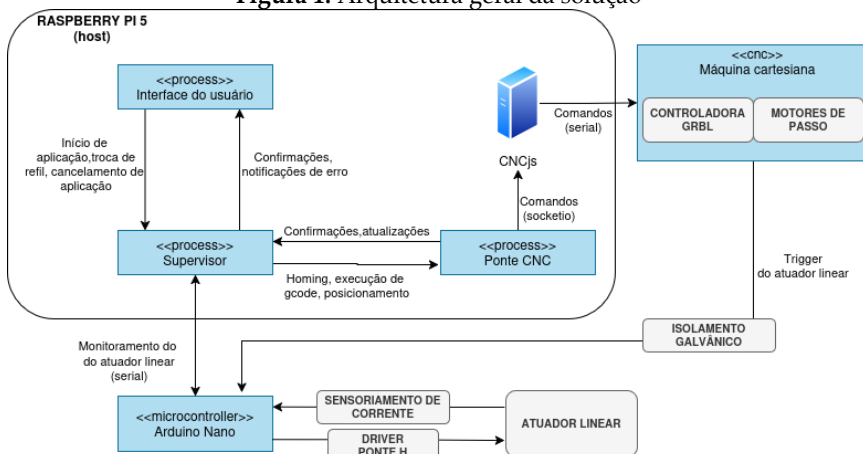 Figura 1. Arquitetura geral da solução
RASPBERRY PI 5
(host)
<<process>>
Interface do usuário
Início de
aplicação,troca de
refil, cancelamento de
aplicação
Confirmações,
notificações de erro
<<process>>
Supervisor
Confirmações,atualizações
Homing, execução de
gcode, posicionamento
<<process>>
Ponte CNC
Comandos
(socketio)
CNCjs
Comandos
(serial)
<<cnc>>
Máquina cartesiana
CONTROLADORA
GRBL
MOTORES DE
PASSO
Trigger
do atuador linear
ISOLAMENTO
GALVÂNICO
Monitoramento do
do atuador linear
(serial)
<<microcontroller>>
Arduino Nano
SENSORIAMENTO DE
CORRENTE
DRIVER
PONTE H
ATUADOR LINEAR